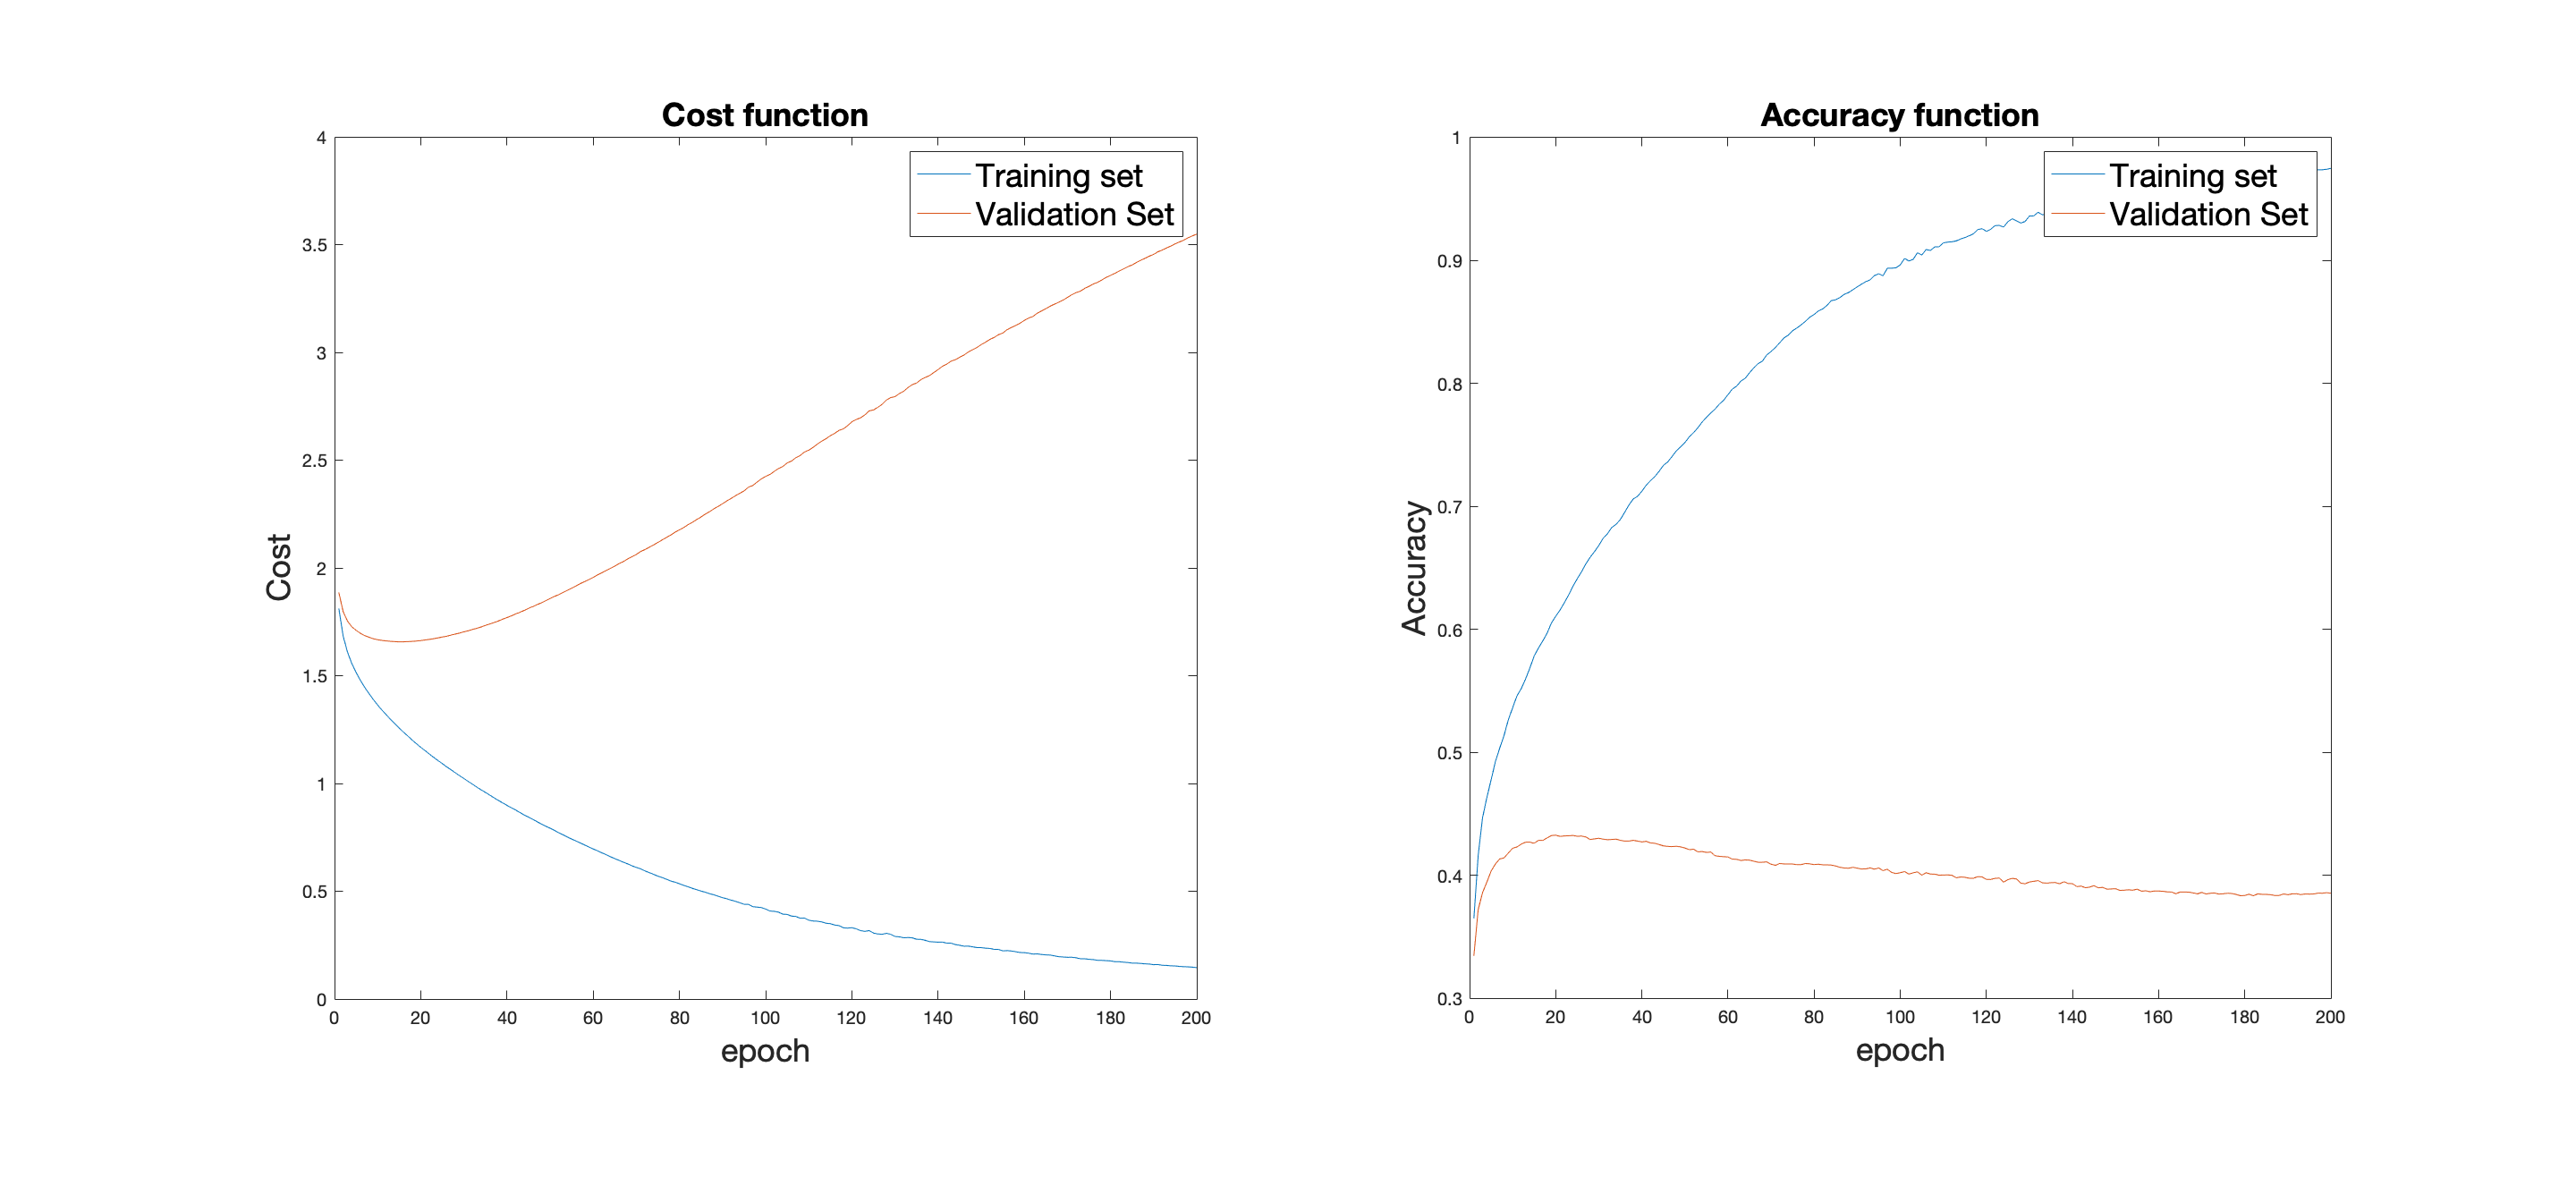 Cost function
4
3.5
3
2.5
2
1.5
1
0.5
0
Cost
0 20 40 60 80 100 120 140 160 180 200
epoch
Training set
Validation Set
Accuracy function
1
0.9
0.8
0.7
0.6
0.5
0.4
0.3
Accuracy
0 20 40 60 80 100 120 140 160 180 200
epoch
Training set
Validation Set